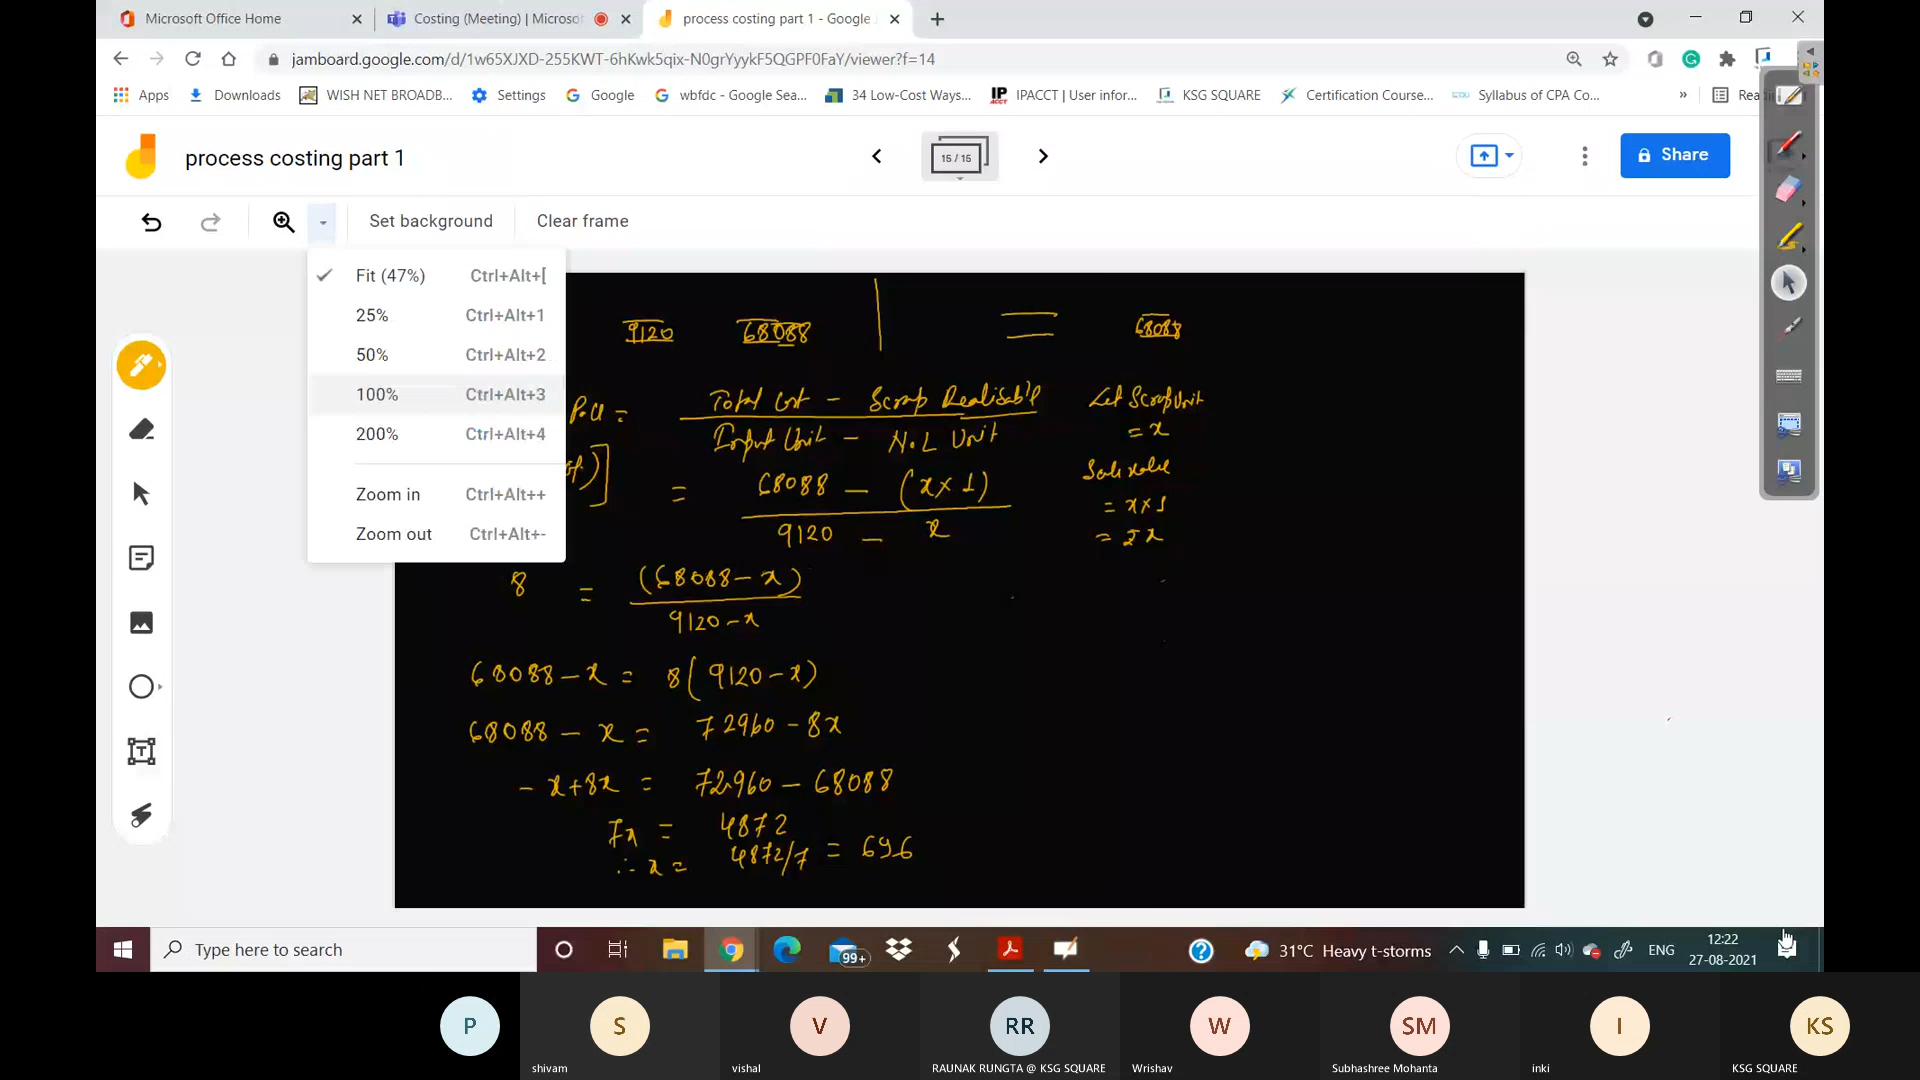 Microsoft Office Home
Costing (Meeting) | Microsof
process costing part 1 - Google J
jamboard.google.com/d/1w65XJXD-255KWT-6hKwk5qix-N0grYyykF5QGPF0FaY/viewer?f=14
Apps
Downloads
WISH NET BROADB...
Settings
Google
wbfdc - Google Sea...
34 Low-Cost Ways...
IPACCT | User infor...
KSG SQUARE
Certification Course...
Syllabus of CPA Co...
»
process costing part 1
15 / 15
Share
Set background
Clear frame
Fit (47%) Ctrl+Alt+[
25% Ctrl+Alt+1
50% Ctrl+Alt+2
100% Ctrl+Alt+3
200% Ctrl+Alt+4
Zoom in Ctrl+Alt++
Zoom out Ctrl+Alt+-
9120 68088 68088
= Total Cost - Scrap Realisable
Input Unit - N.L Unit
Let Scrap Unit
= x
= 68088 - (x × 1)
9120 - x
Sale value
= x × 1
= x
8 = (68088 - x)
9120 - x
68088 - x = 8(9120 - x)
68088 - x = 72960 - 8x
- x + 8x = 72960 - 68088
7x = 4872
∴ x = 4872/7 = 696
Type here to search
99+
31°C Heavy t-storms
ENG
12:22
27-08-2021
P
S
V
RR
W
SM
I
KS
shivam
vishal
RAUNAK RUNGTA @ KSG SQUARE
Wrishav
Subhashree Mohanta
inki
KSG SQUARE